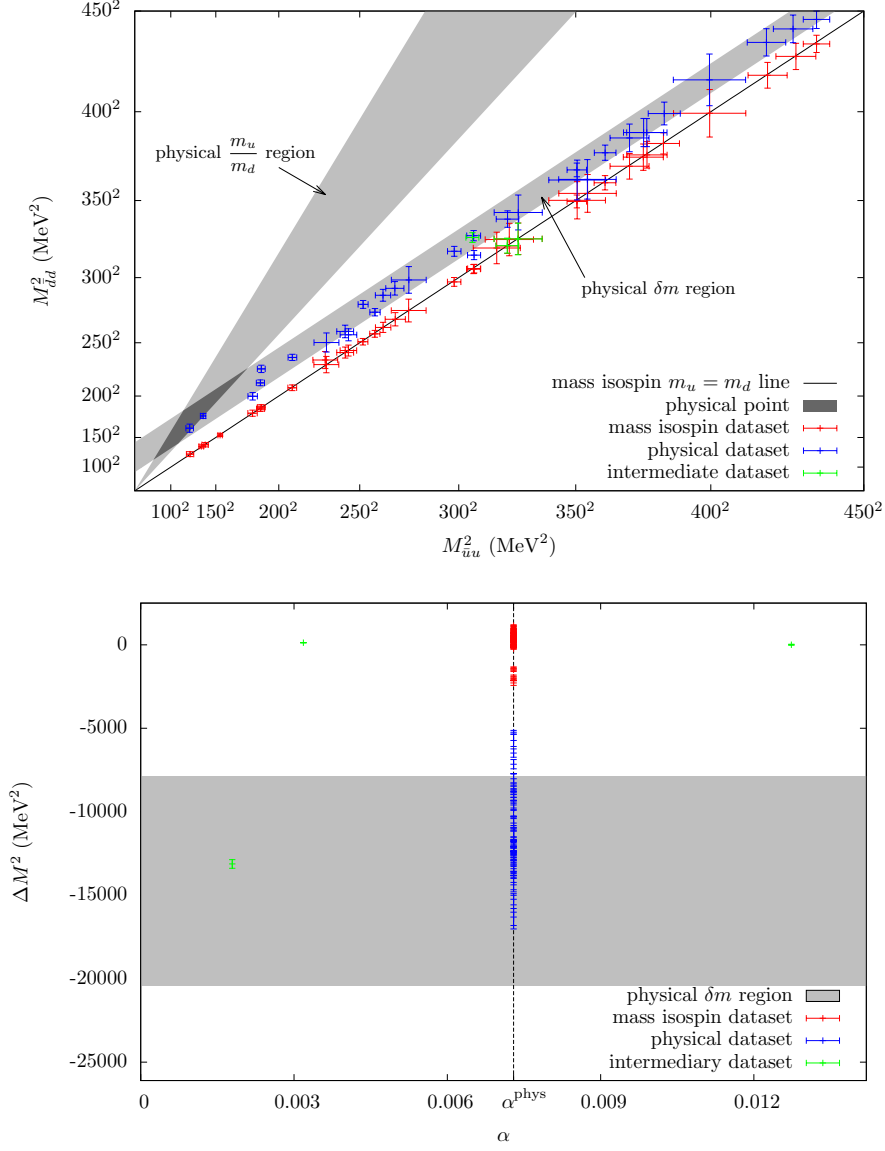 450²
400²
350²
300²
250²
200²
150²
100²
M²_{d̄d} (MeV²)
physical m_u/m_d region
physical δm region
mass isospin m_u = m_d line
physical point
mass isospin dataset
physical dataset
intermediate dataset
100² 150² 200² 250² 300² 350² 400² 450²
M²_{ūu} (MeV²)
0
-5000
-10000
-15000
-20000
-25000
ΔM² (MeV²)
physical δm region
mass isospin dataset
physical dataset
intermediary dataset
0 0.003 0.006 α^phys 0.009 0.012
α